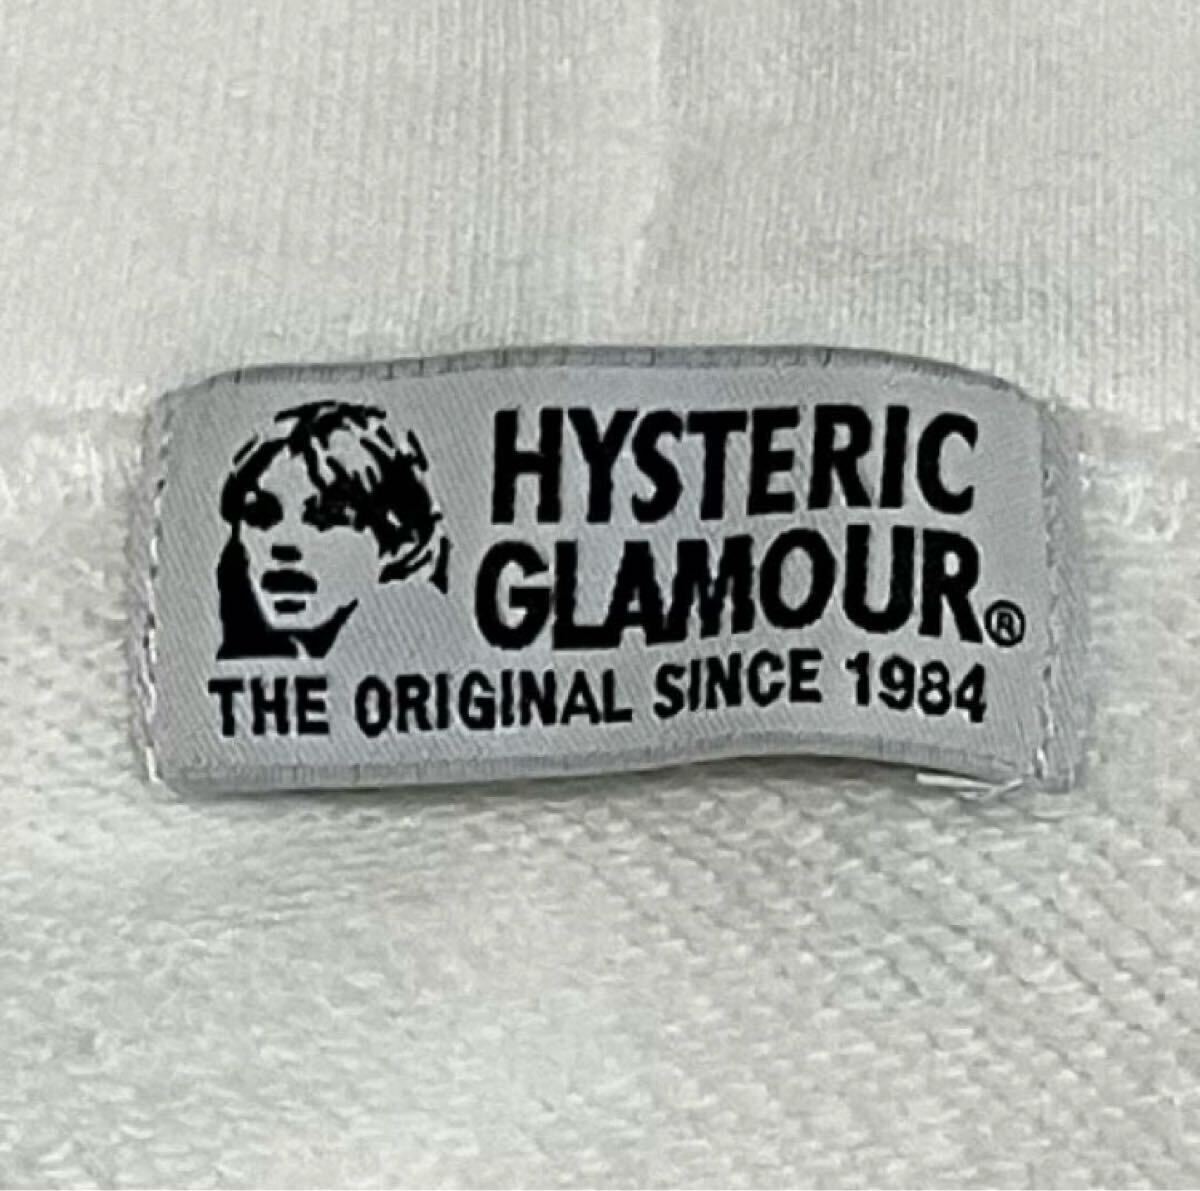 HYSTERIC
GLAMOUR®
THE ORIGINAL SINCE 1984